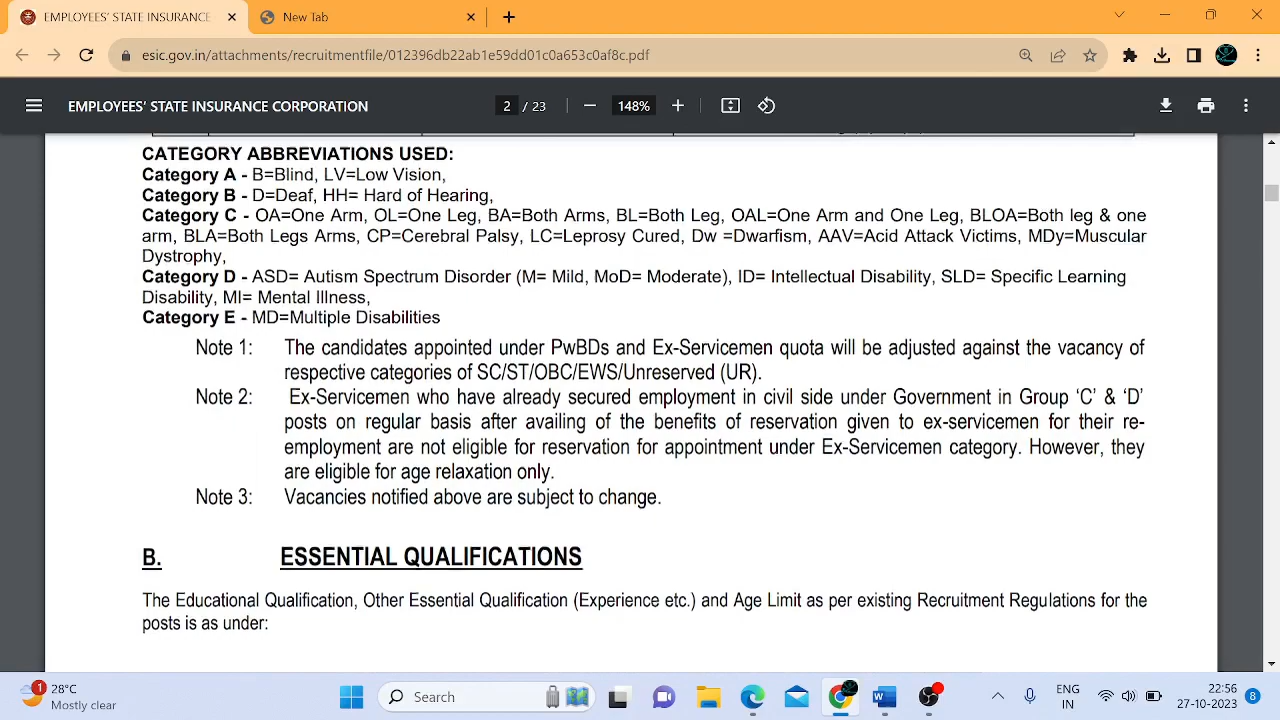 EMPLOYEES' STATE INSURANCE
New Tab
esic.gov.in/attachments/recruitmentfile/012396db22ab1e59dd01c0a653c0af8c.pdf
EMPLOYEES' STATE INSURANCE CORPORATION
2 / 23
148%
CATEGORY ABBREVIATIONS USED:
Category A - B=Blind, LV=Low Vision,
Category B - D=Deaf, HH= Hard of Hearing,
Category C - OA=One Arm, OL=One Leg, BA=Both Arms, BL=Both Leg, OAL=One Arm and One Leg, BLOA=Both leg & one
arm, BLA=Both Legs Arms, CP=Cerebral Palsy, LC=Leprosy Cured, Dw =Dwarfism, AAV=Acid Attack Victims, MDy=Muscular
Dystrophy,
Category D - ASD= Autism Spectrum Disorder (M= Mild, MoD= Moderate), ID= Intellectual Disability, SLD= Specific Learning
Disability, MI= Mental Illness,
Category E - MD=Multiple Disabilities
Note 1: The candidates appointed under PwBDs and Ex-Servicemen quota will be adjusted against the vacancy of
respective categories of SC/ST/OBC/EWS/Unreserved (UR).
Note 2: Ex-Servicemen who have already secured employment in civil side under Government in Group 'C' & 'D'
posts on regular basis after availing of the benefits of reservation given to ex-servicemen for their re-
employment are not eligible for reservation for appointment under Ex-Servicemen category. However, they
are eligible for age relaxation only.
Note 3: Vacancies notified above are subject to change.
B. ESSENTIAL QUALIFICATIONS
The Educational Qualification, Other Essential Qualification (Experience etc.) and Age Limit as per existing Recruitment Regulations for the
posts is as under:
1
28°C
Mostly clear
Search
ENG
IN
22:56
27-10-2023
8